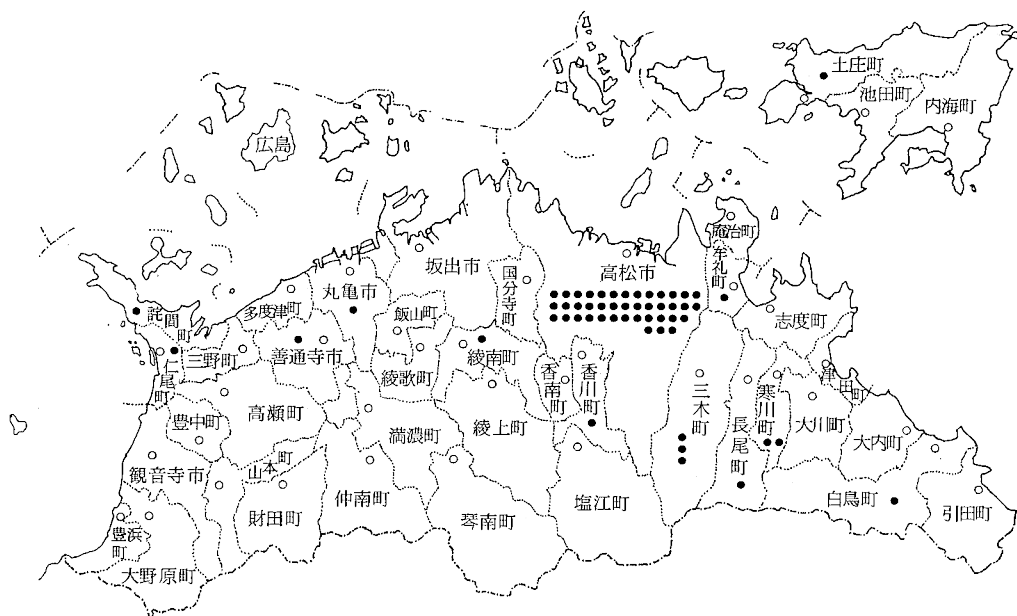 土庄町
池田町
内海町
広島
庵治町
牟礼町
高松市
坂出市
国分寺町
丸亀市
多度津町
飯山町
志度町
詫間町
仁尾町
三野町
善通寺市
綾南町
綾歌町
香南町
香川町
三木町
長尾町
寒川町
津田町
大川町
大内町
高瀬町
豊中町
満濃町
綾上町
山本町
観音寺市
財田町
仲南町
琴南町
塩江町
白鳥町
引田町
豊浜町
大野原町